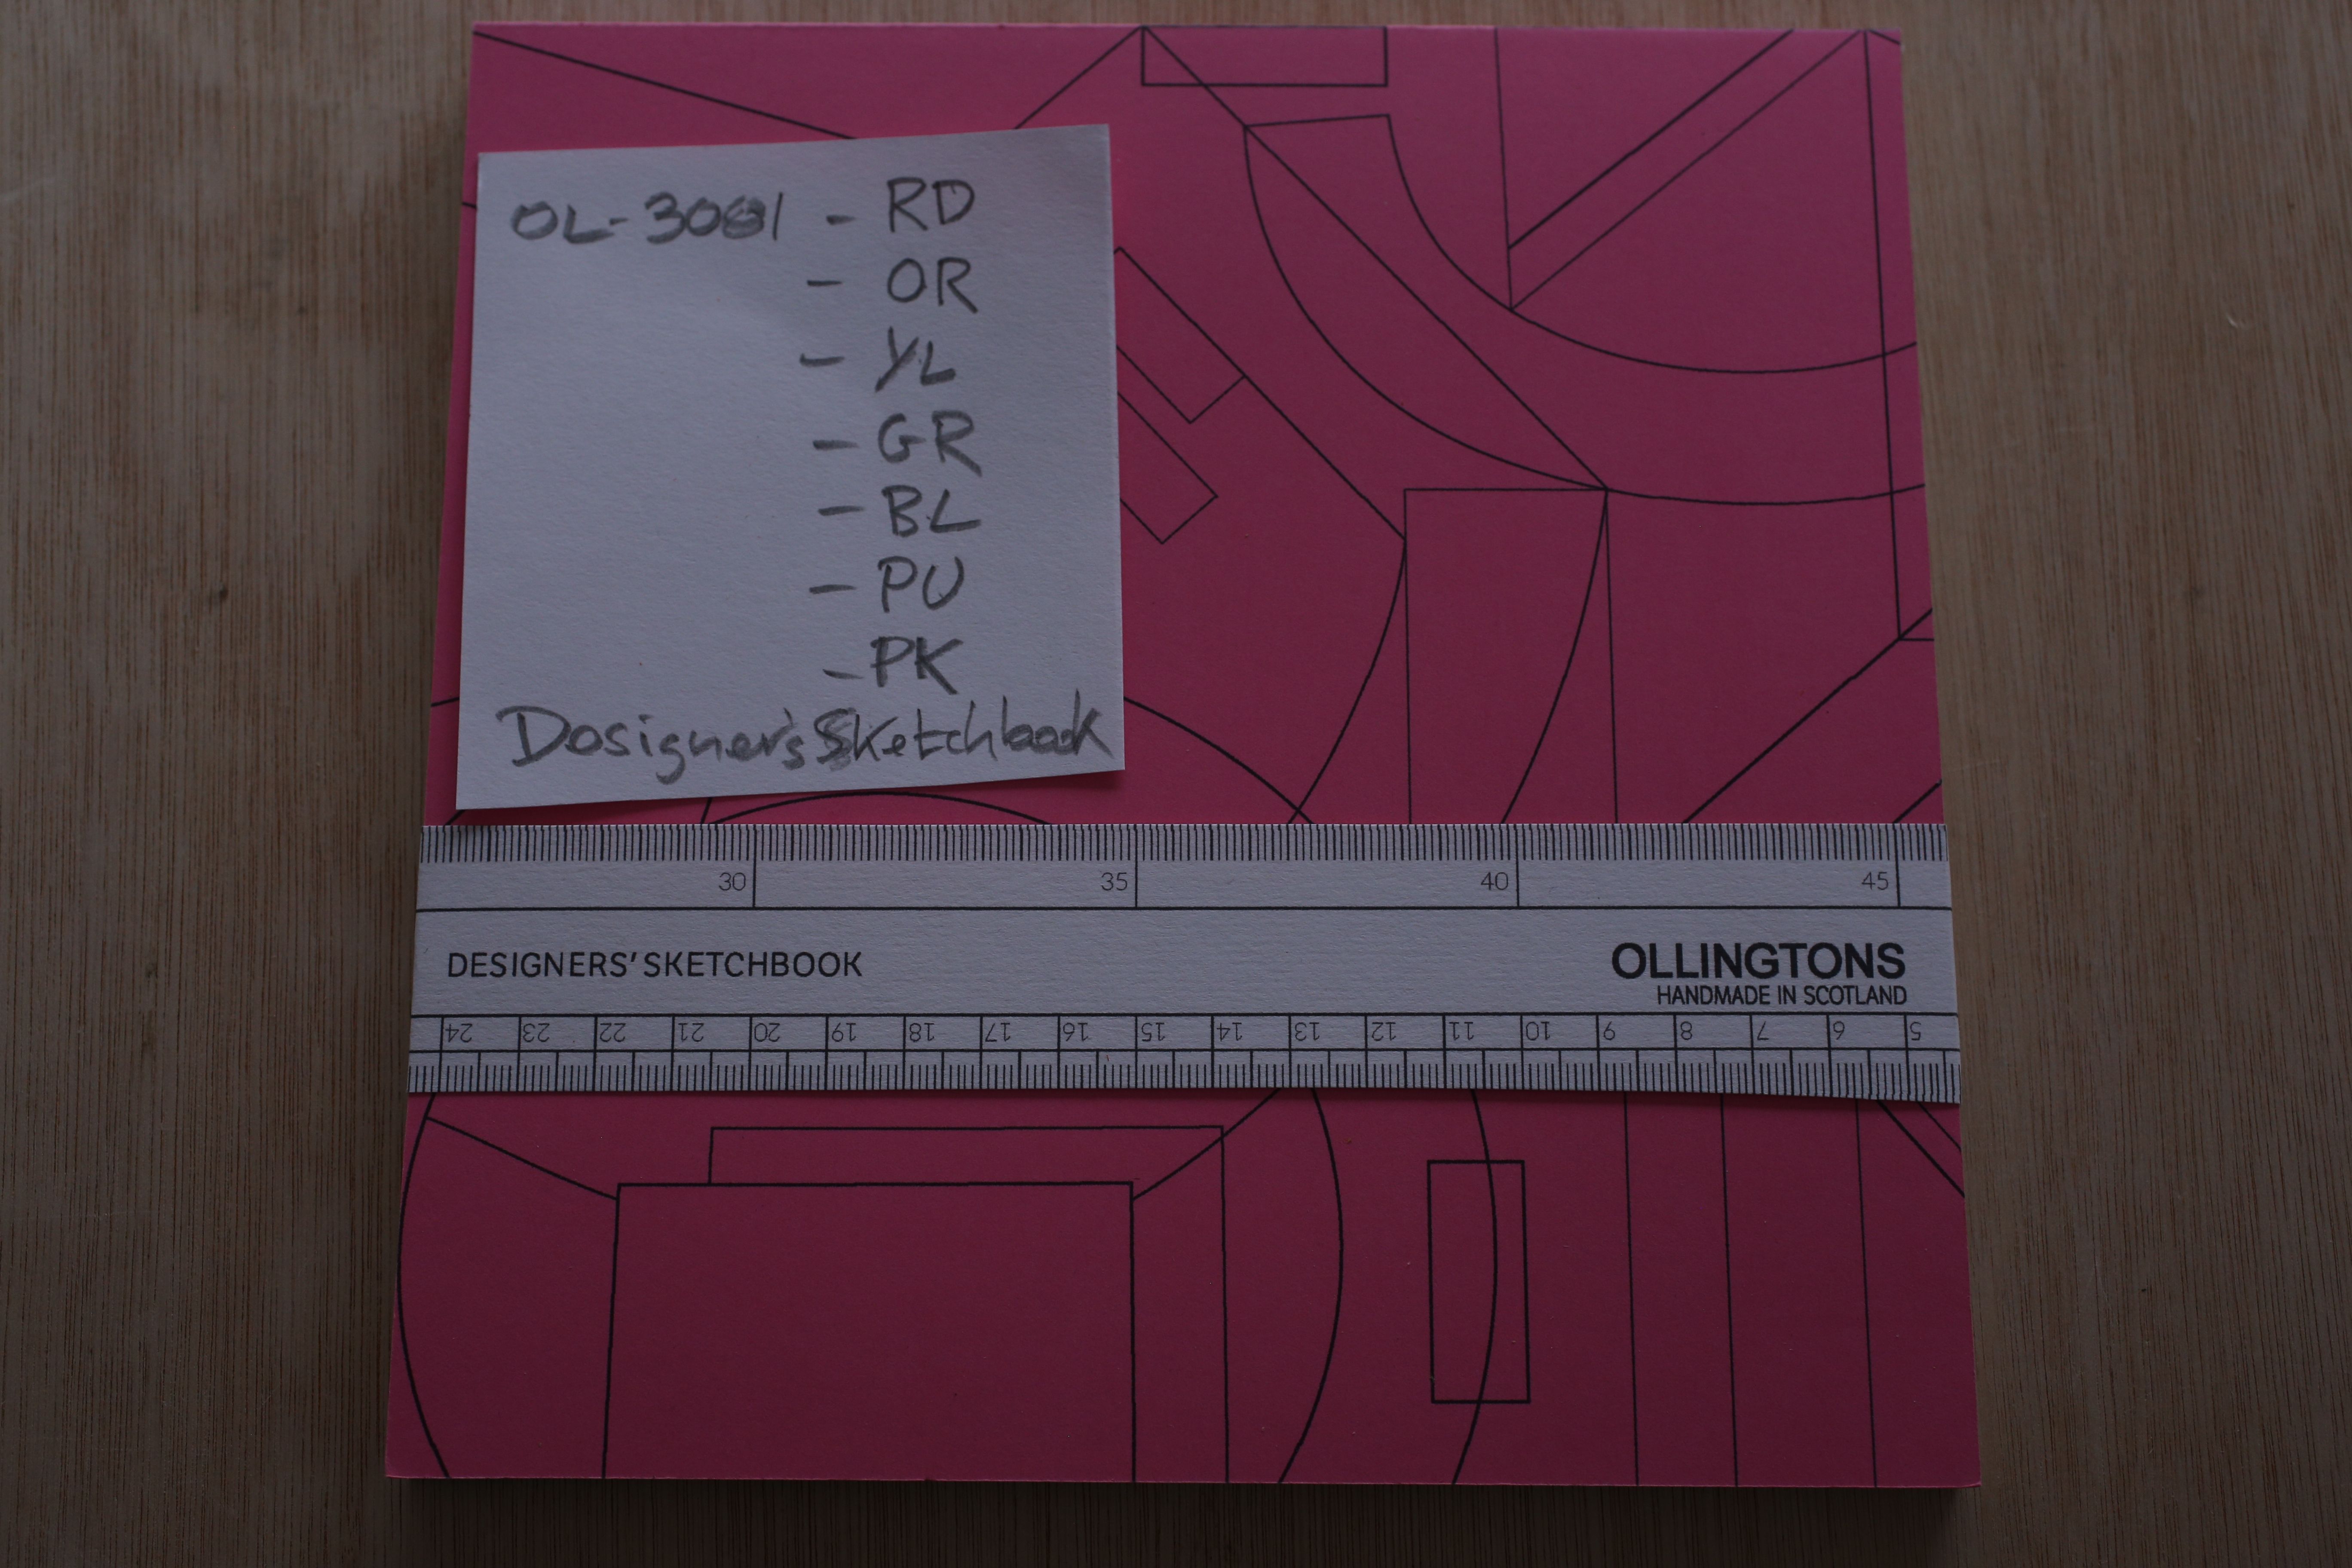 OL-3081 - RD
- OR
- YL
- GR
- BL
- PU
- PK
Designer's Sketchbook
30 35 40 45
DESIGNERS' SKETCHBOOK
OLLINGTONS
HANDMADE IN SCOTLAND
24 23 22 21 20 19 18 17 16 15 14 13 12 11 10 9 8 7 6 5